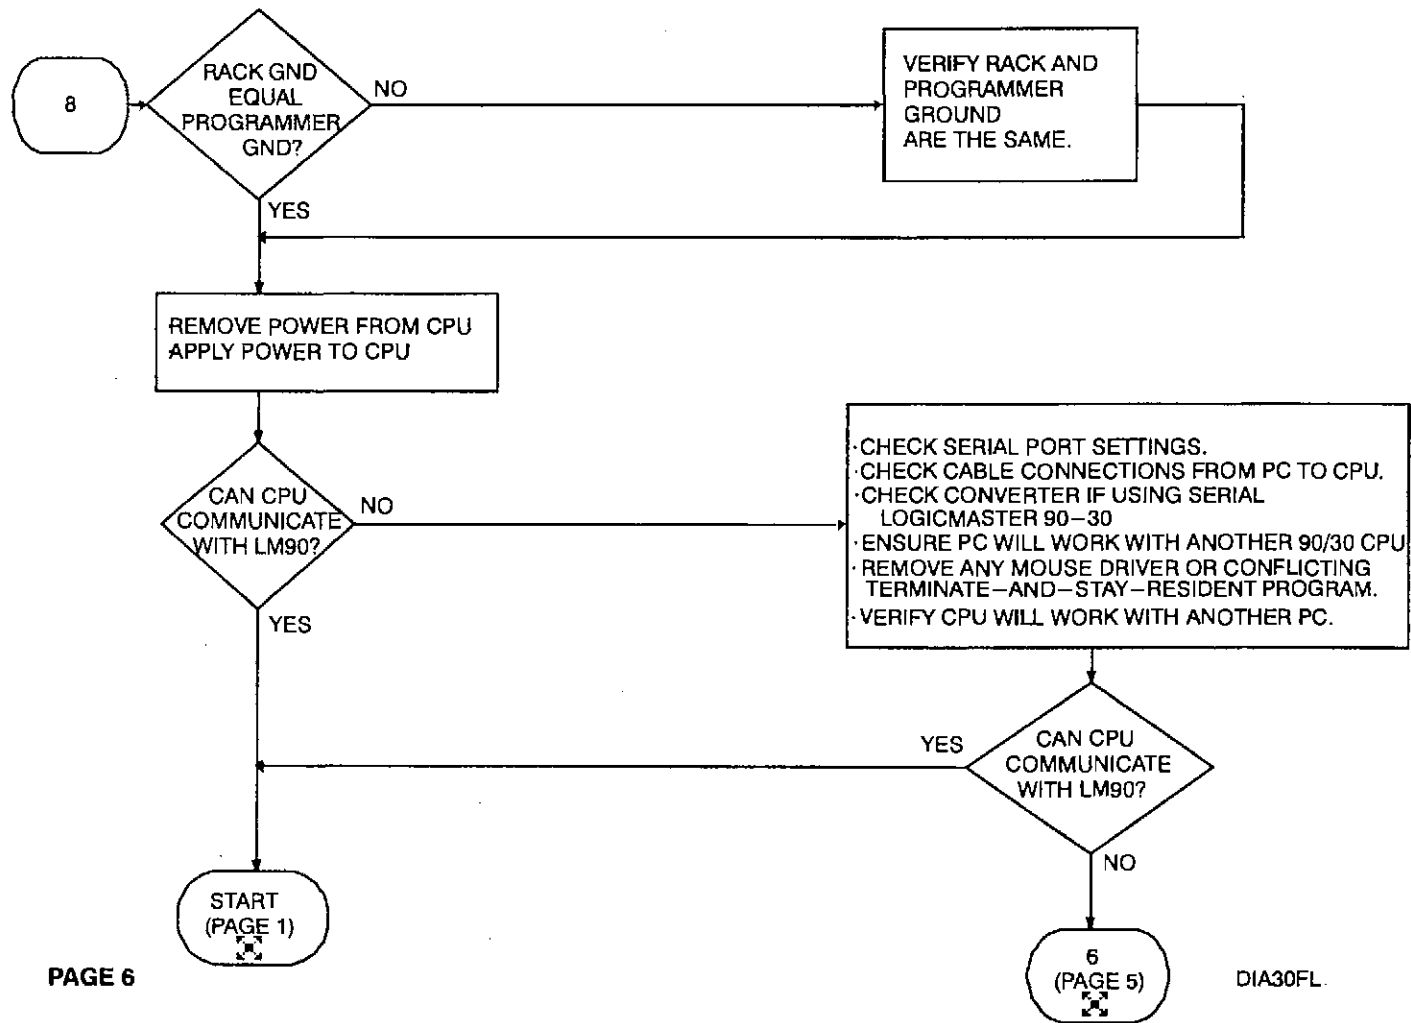 8
RACK GND
EQUAL
PROGRAMMER
GND?
NO
VERIFY RACK AND
PROGRAMMER
GROUND
ARE THE SAME.
YES
REMOVE POWER FROM CPU
APPLY POWER TO CPU
CAN CPU
COMMUNICATE
WITH LM90?
NO
·CHECK SERIAL PORT SETTINGS.
·CHECK CABLE CONNECTIONS FROM PC TO CPU.
·CHECK CONVERTER IF USING SERIAL
LOGICMASTER 90–30
·ENSURE PC WILL WORK WITH ANOTHER 90/30 CPU
·REMOVE ANY MOUSE DRIVER OR CONFLICTING
TERMINATE–AND–STAY–RESIDENT PROGRAM.
·VERIFY CPU WILL WORK WITH ANOTHER PC.
YES
YES
CAN CPU
COMMUNICATE
WITH LM90?
NO
START
(PAGE 1)
6
(PAGE 5)
PAGE 6
DIA30FL